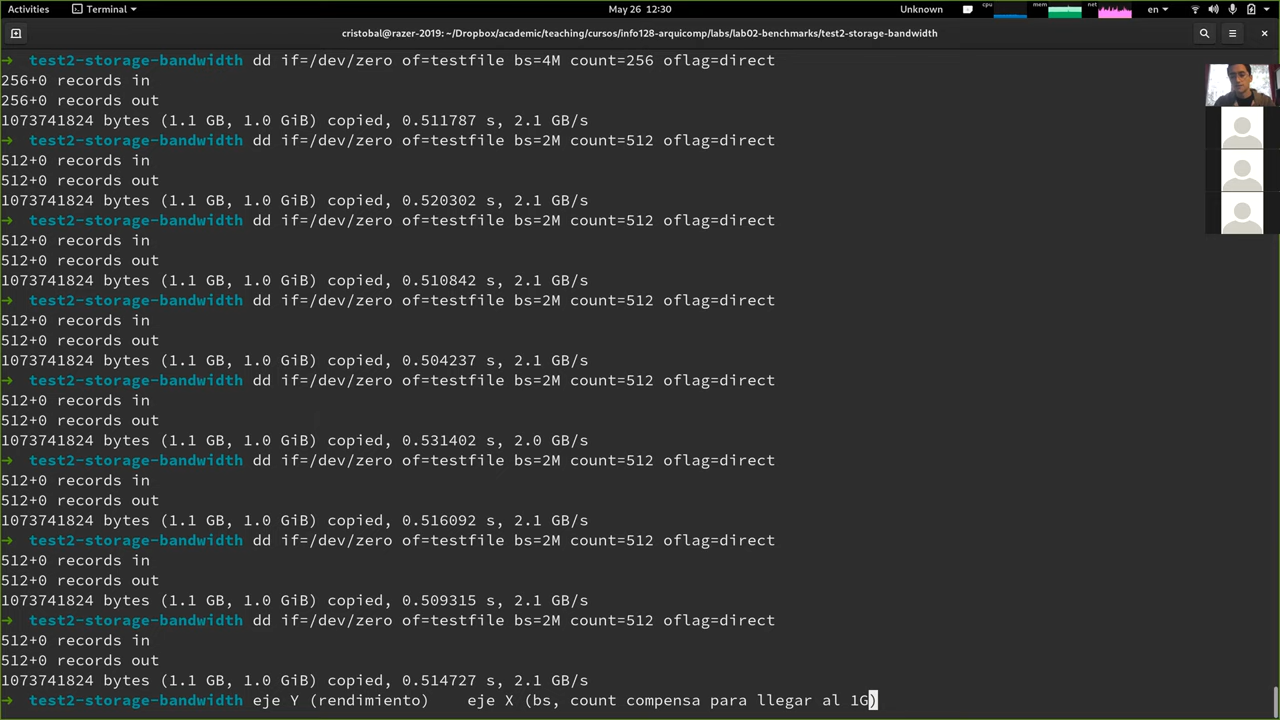 Activities Terminal May 26 12:30 Unknown cpu mem net en
cristobal@razer-2019: ~/Dropbox/academic/teaching/cursos/info128-arquicomp/labs/lab02-benchmarks/test2-storage-bandwidth
→ test2-storage-bandwidth dd if=/dev/zero of=testfile bs=4M count=256 oflag=direct
256+0 records in
256+0 records out
1073741824 bytes (1.1 GB, 1.0 GiB) copied, 0.511787 s, 2.1 GB/s
→ test2-storage-bandwidth dd if=/dev/zero of=testfile bs=2M count=512 oflag=direct
512+0 records in
512+0 records out
1073741824 bytes (1.1 GB, 1.0 GiB) copied, 0.520302 s, 2.1 GB/s
→ test2-storage-bandwidth dd if=/dev/zero of=testfile bs=2M count=512 oflag=direct
512+0 records in
512+0 records out
1073741824 bytes (1.1 GB, 1.0 GiB) copied, 0.510842 s, 2.1 GB/s
→ test2-storage-bandwidth dd if=/dev/zero of=testfile bs=2M count=512 oflag=direct
512+0 records in
512+0 records out
1073741824 bytes (1.1 GB, 1.0 GiB) copied, 0.504237 s, 2.1 GB/s
→ test2-storage-bandwidth dd if=/dev/zero of=testfile bs=2M count=512 oflag=direct
512+0 records in
512+0 records out
1073741824 bytes (1.1 GB, 1.0 GiB) copied, 0.531402 s, 2.0 GB/s
→ test2-storage-bandwidth dd if=/dev/zero of=testfile bs=2M count=512 oflag=direct
512+0 records in
512+0 records out
1073741824 bytes (1.1 GB, 1.0 GiB) copied, 0.516092 s, 2.1 GB/s
→ test2-storage-bandwidth dd if=/dev/zero of=testfile bs=2M count=512 oflag=direct
512+0 records in
512+0 records out
1073741824 bytes (1.1 GB, 1.0 GiB) copied, 0.509315 s, 2.1 GB/s
→ test2-storage-bandwidth dd if=/dev/zero of=testfile bs=2M count=512 oflag=direct
512+0 records in
512+0 records out
1073741824 bytes (1.1 GB, 1.0 GiB) copied, 0.514727 s, 2.1 GB/s
→ test2-storage-bandwidth eje Y (rendimiento) eje X (bs, count compensa para llegar al 1G)